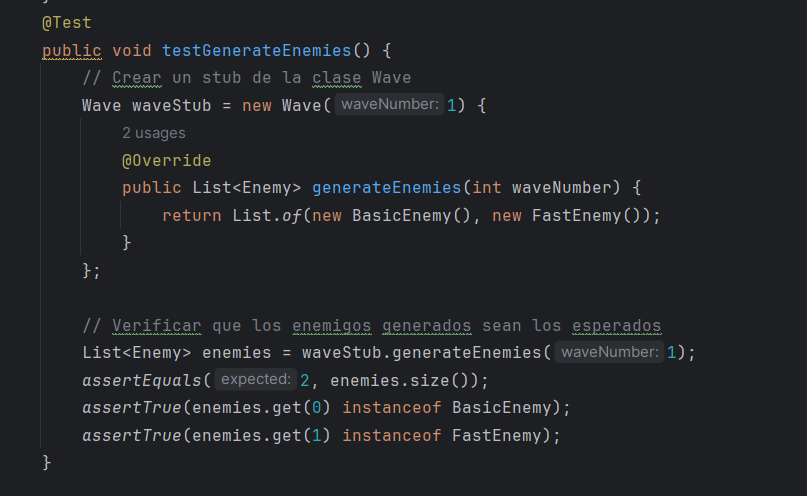 @Test
public void testGenerateEnemies() {
// Crear un stub de la clase Wave
Wave waveStub = new Wave( waveNumber: 1) {
2 usages
@Override
public List<Enemy> generateEnemies(int waveNumber) {
return List.of(new BasicEnemy(), new FastEnemy());
}
};
// Verificar que los enemigos generados sean los esperados
List<Enemy> enemies = waveStub.generateEnemies( waveNumber: 1);
assertEquals( expected: 2, enemies.size());
assertTrue(enemies.get(0) instanceof BasicEnemy);
assertTrue(enemies.get(1) instanceof FastEnemy);
}